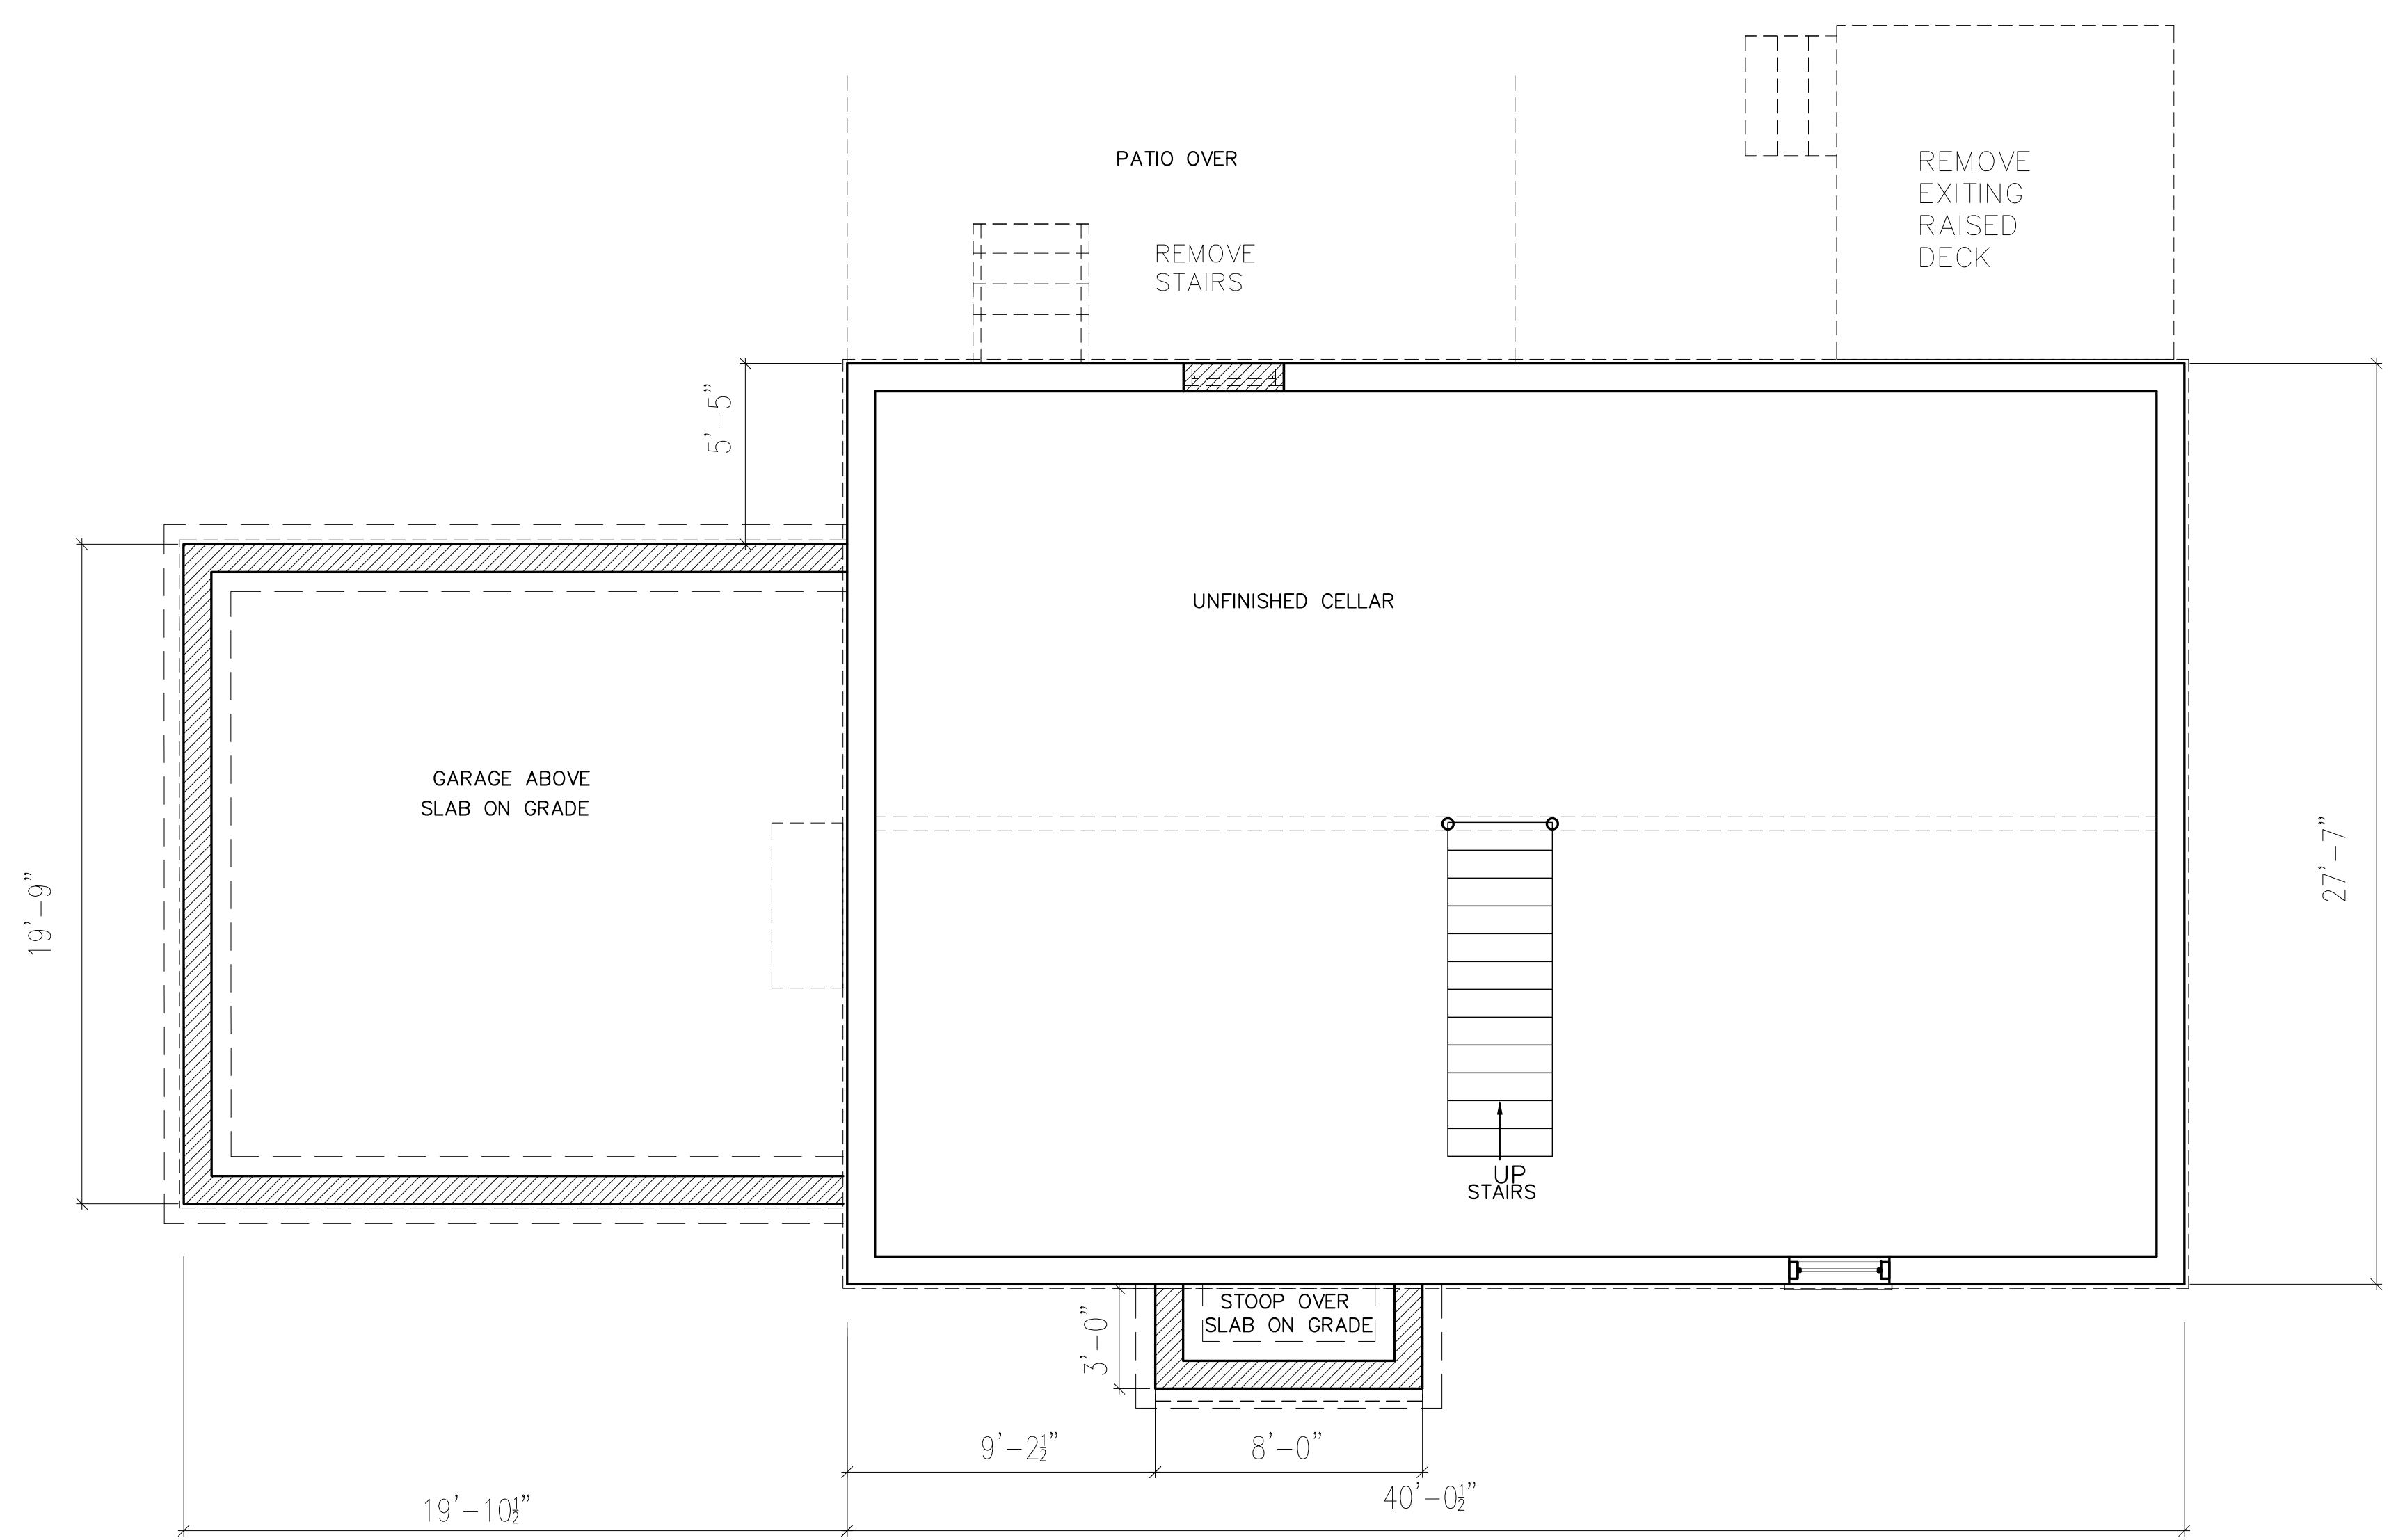 PATIO OVER
REMOVE
STAIRS
REMOVE
EXITING
RAISED
DECK
5'-5"
UNFINISHED CELLAR
GARAGE ABOVE
SLAB ON GRADE
19'-9"
27'-7"
UP
STAIRS
STOOP OVER
SLAB ON GRADE
3'-0"
9'-2½"
8'-0"
19'-10½"
40'-0½"